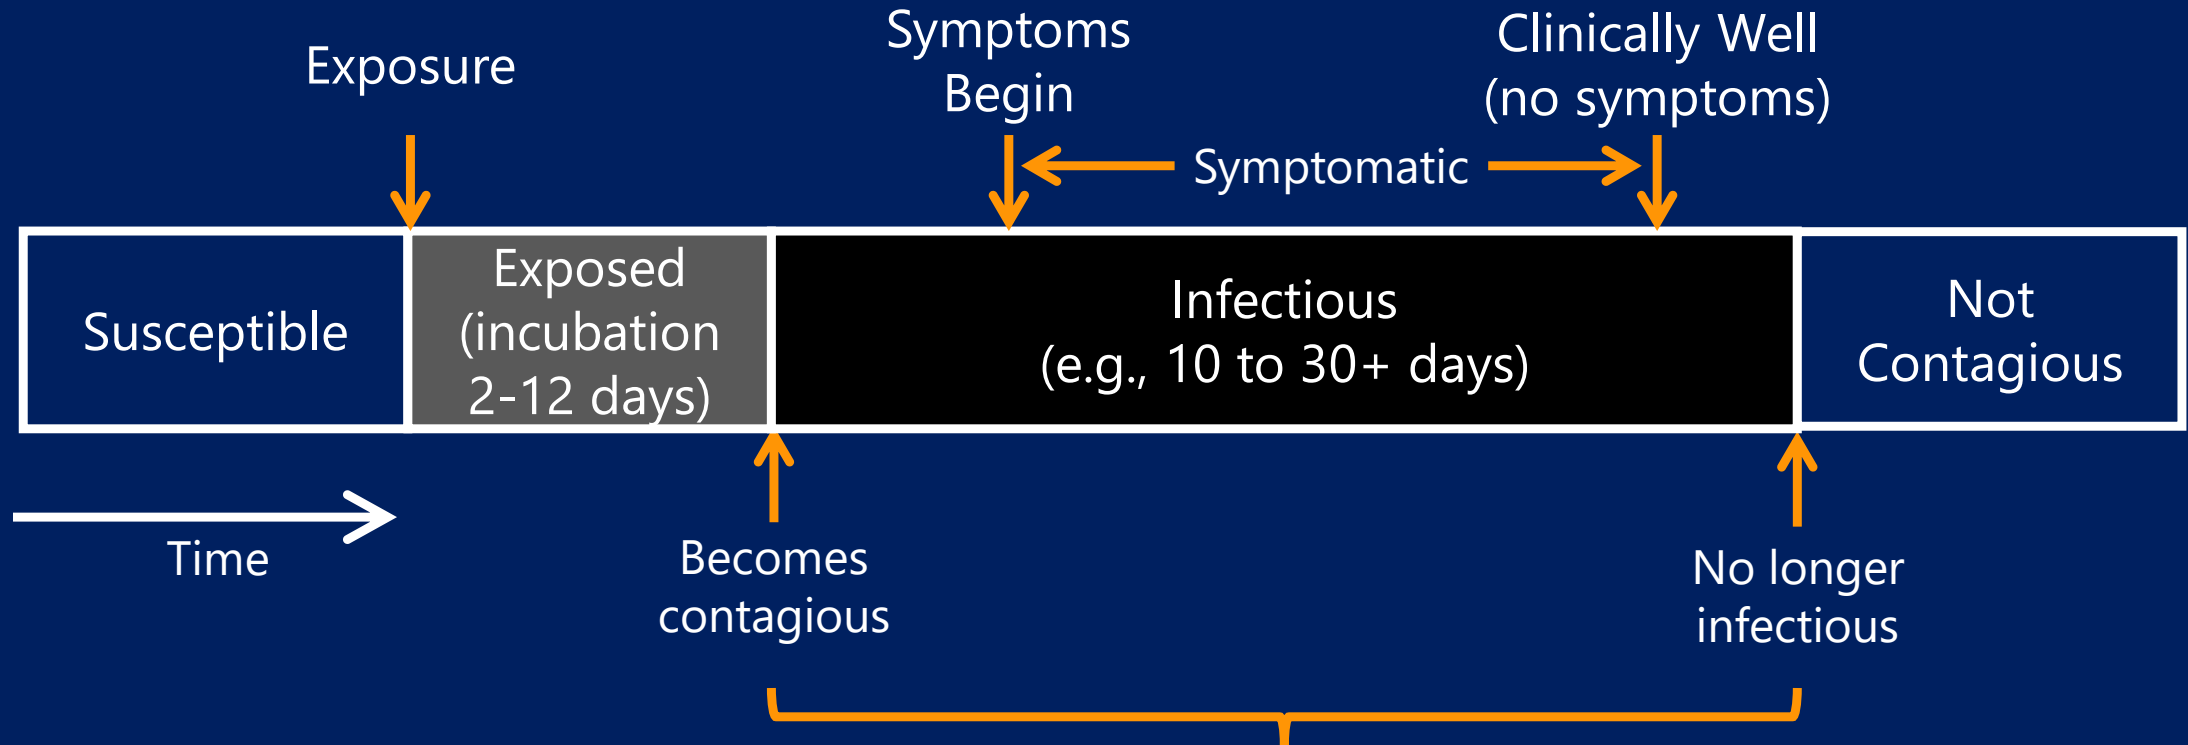 Exposure
Symptoms
Begin
Clinically Well
(no symptoms)
Symptomatic
Susceptible
Exposed
(incubation
2-12 days)
Infectious
(e.g., 10 to 30+ days)
Not
Contagious
Time
Becomes
contagious
No longer
infectious